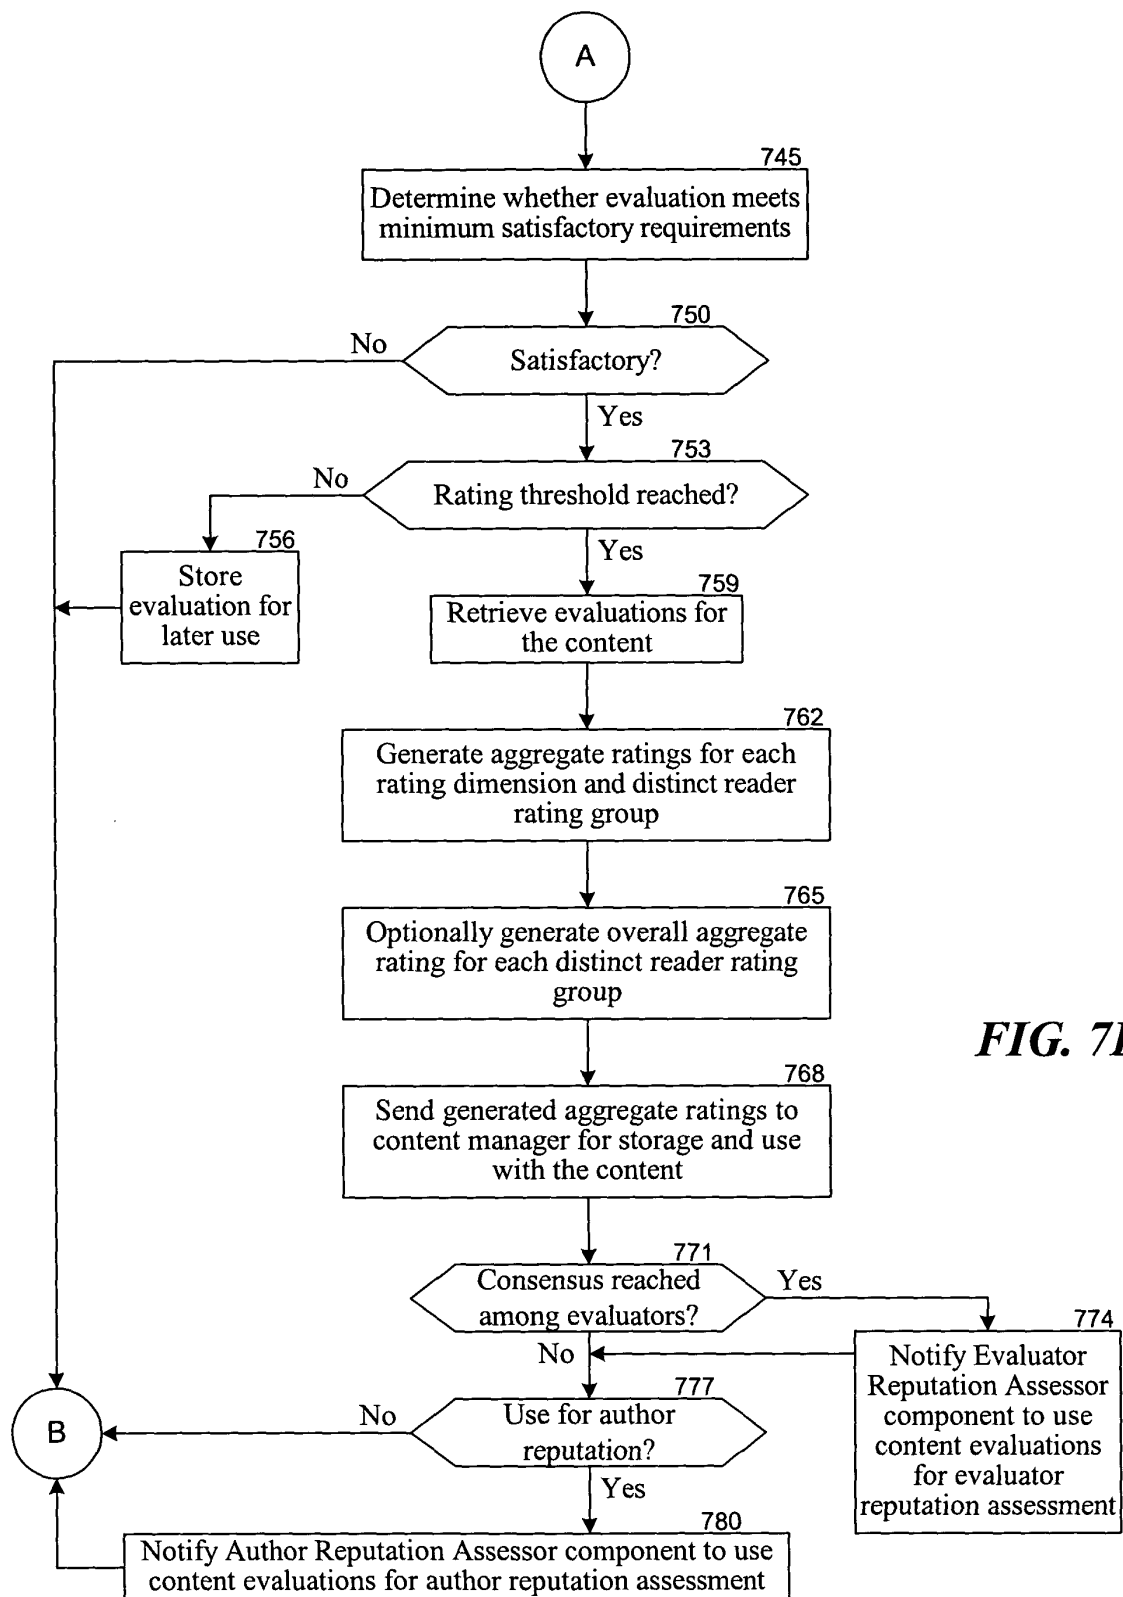 A
745
Determine whether evaluation meets
minimum satisfactory requirements
750
No
Satisfactory?
Yes
753
No
Rating threshold reached?
Yes
756
Store
evaluation for
later use
759
Retrieve evaluations for
the content
762
Generate aggregate ratings for each
rating dimension and distinct reader
rating group
765
Optionally generate overall aggregate
rating for each distinct reader rating
group
FIG. 7
768
Send generated aggregate ratings to
content manager for storage and use
with the content
771
Consensus reached
among evaluators?
Yes
774
No
Notify Evaluator
Reputation Assessor
component to use
content evaluations
for evaluator
reputation assessment
777
No
Use for author
reputation?
B
Yes
780
Notify Author Reputation Assessor component to use
content evaluations for author reputation assessment